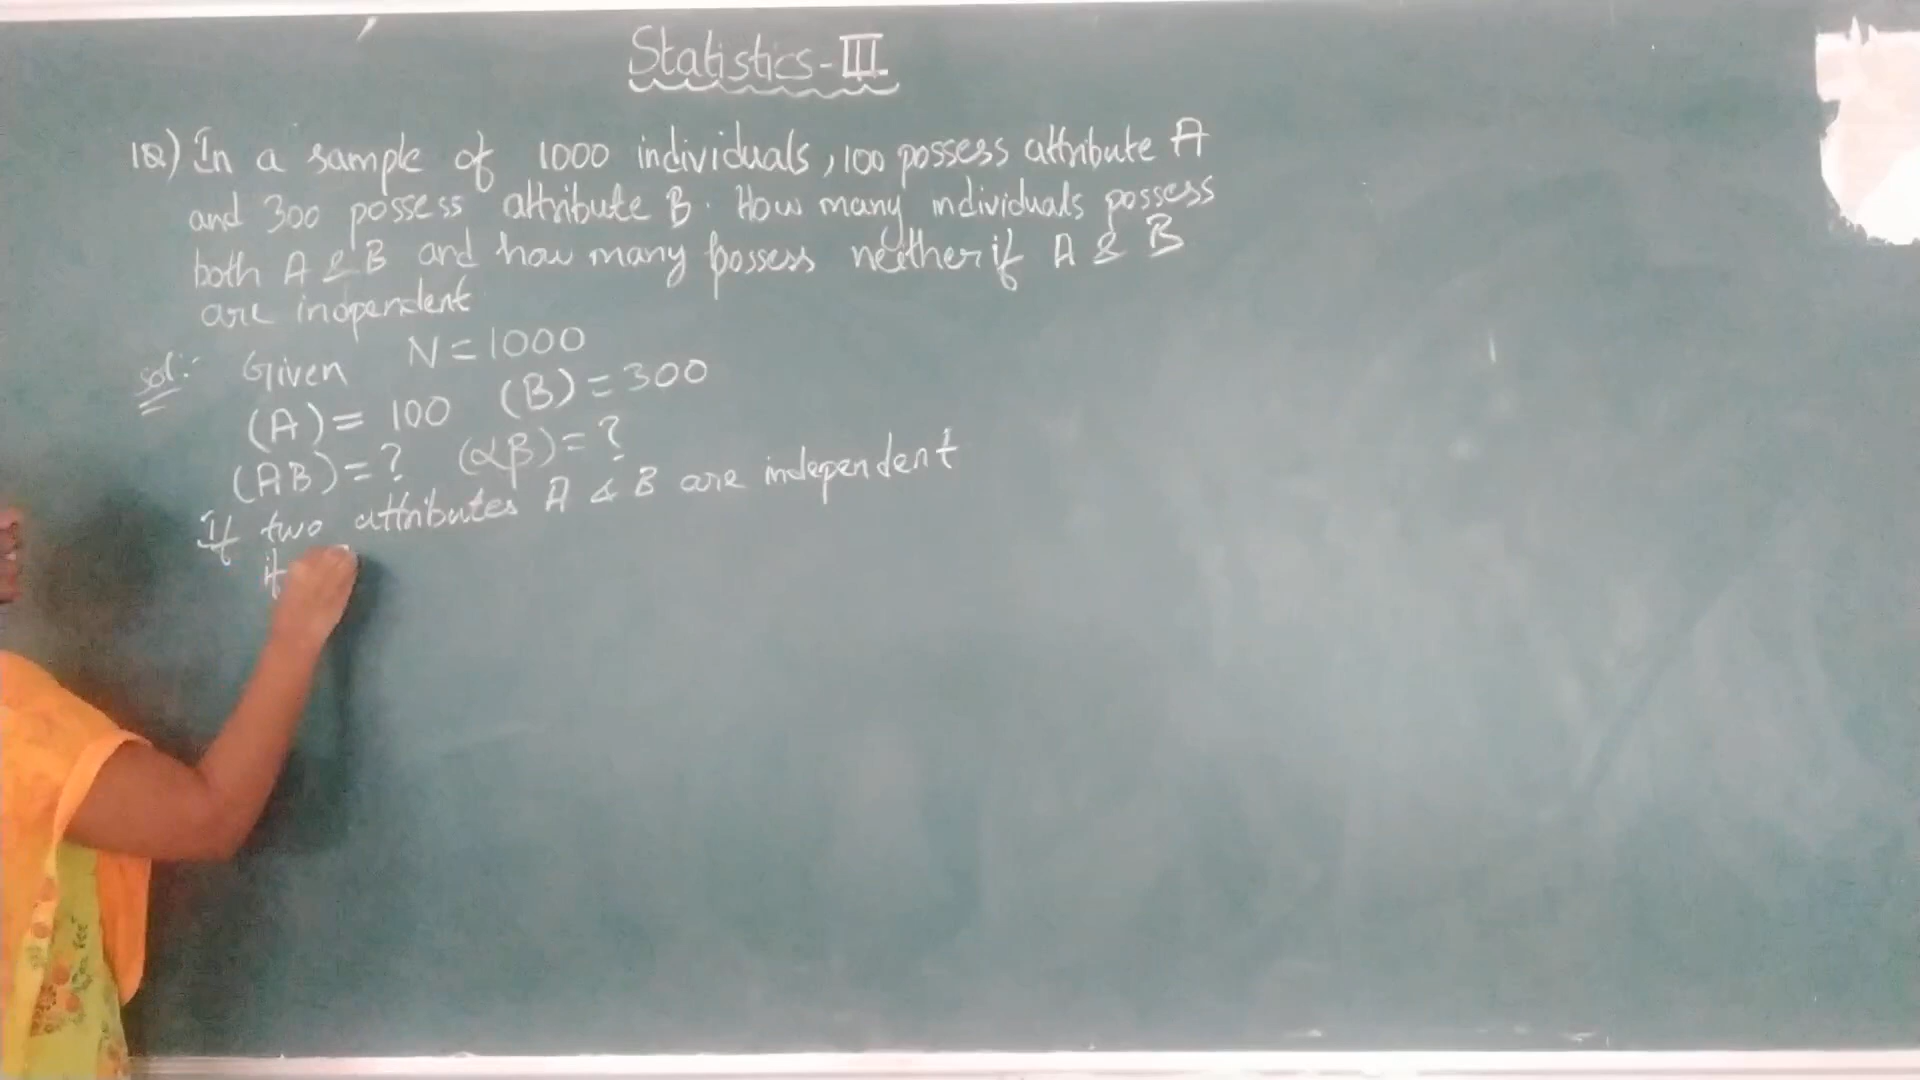 Statistics-III
1Q) In a sample of 1000 individuals, 100 possess attribute A
and 300 possess attribute B. How many individuals possess
both A & B and how many possess neither if A & B
are inopendent
Sol:- Given N=1000
(A)= 100 (B)=300
(AB)=? (αβ)=?
If two attributes A & B are independent
if